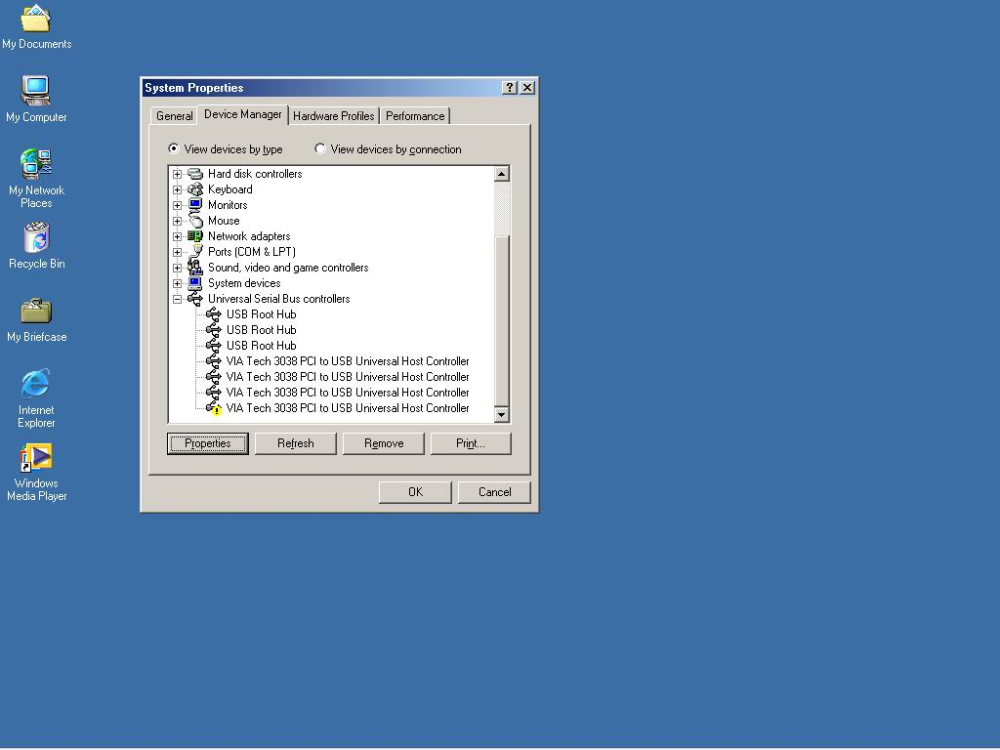 My Documents
My Computer
My Network
Places
Recycle Bin
My Briefcase
Internet
Explorer
Windows
Media Player
System Properties
General
Device Manager
Hardware Profiles
Performance
View devices by type
View devices by connection
Hard disk controllers
Keyboard
Monitors
Mouse
Network adapters
Ports (COM & LPT)
Sound, video and game controllers
System devices
Universal Serial Bus controllers
USB Root Hub
USB Root Hub
USB Root Hub
VIA Tech 3038 PCI to USB Universal Host Controller
VIA Tech 3038 PCI to USB Universal Host Controller
VIA Tech 3038 PCI to USB Universal Host Controller
VIA Tech 3038 PCI to USB Universal Host Controller
Properties
Refresh
Remove
Print...
OK
Cancel